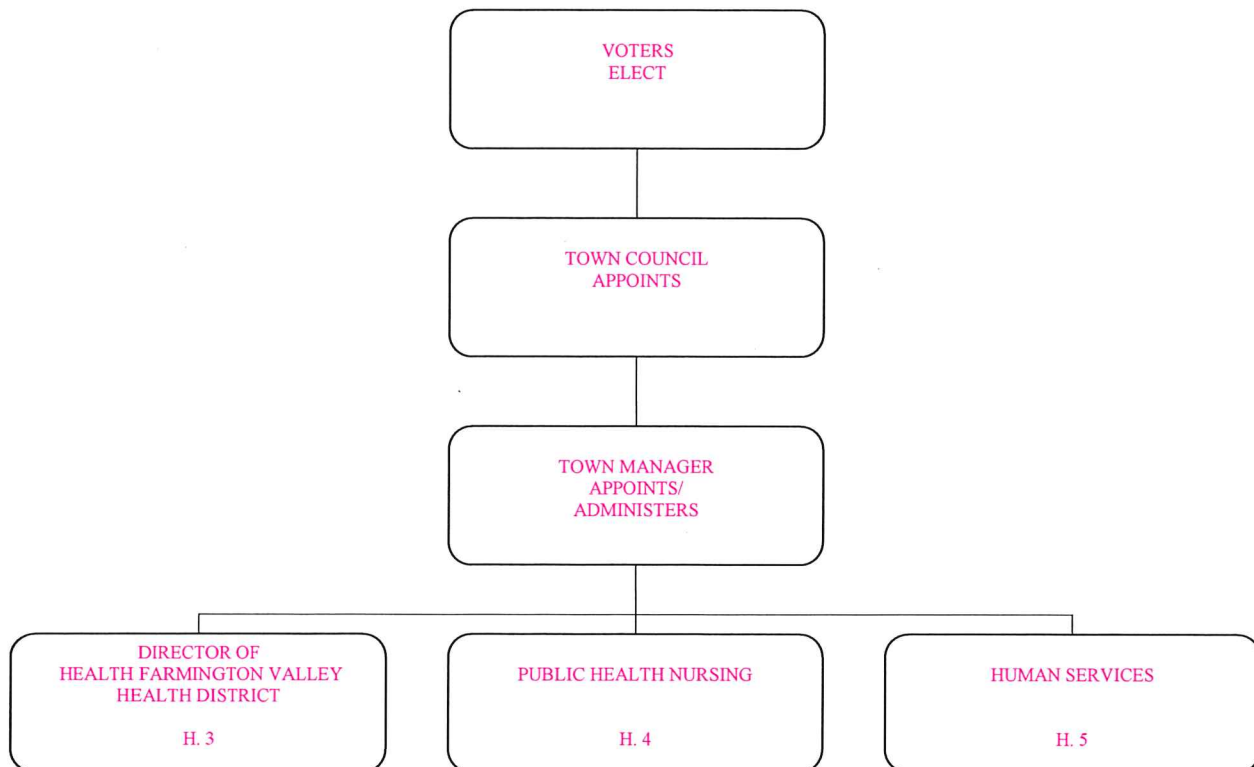 VOTERS
ELECT
TOWN COUNCIL
APPOINTS
TOWN MANAGER
APPOINTS/
ADMINISTERS
DIRECTOR OF
HEALTH FARMINGTON VALLEY
HEALTH DISTRICT
H. 3
PUBLIC HEALTH NURSING
H. 4
HUMAN SERVICES
H. 5